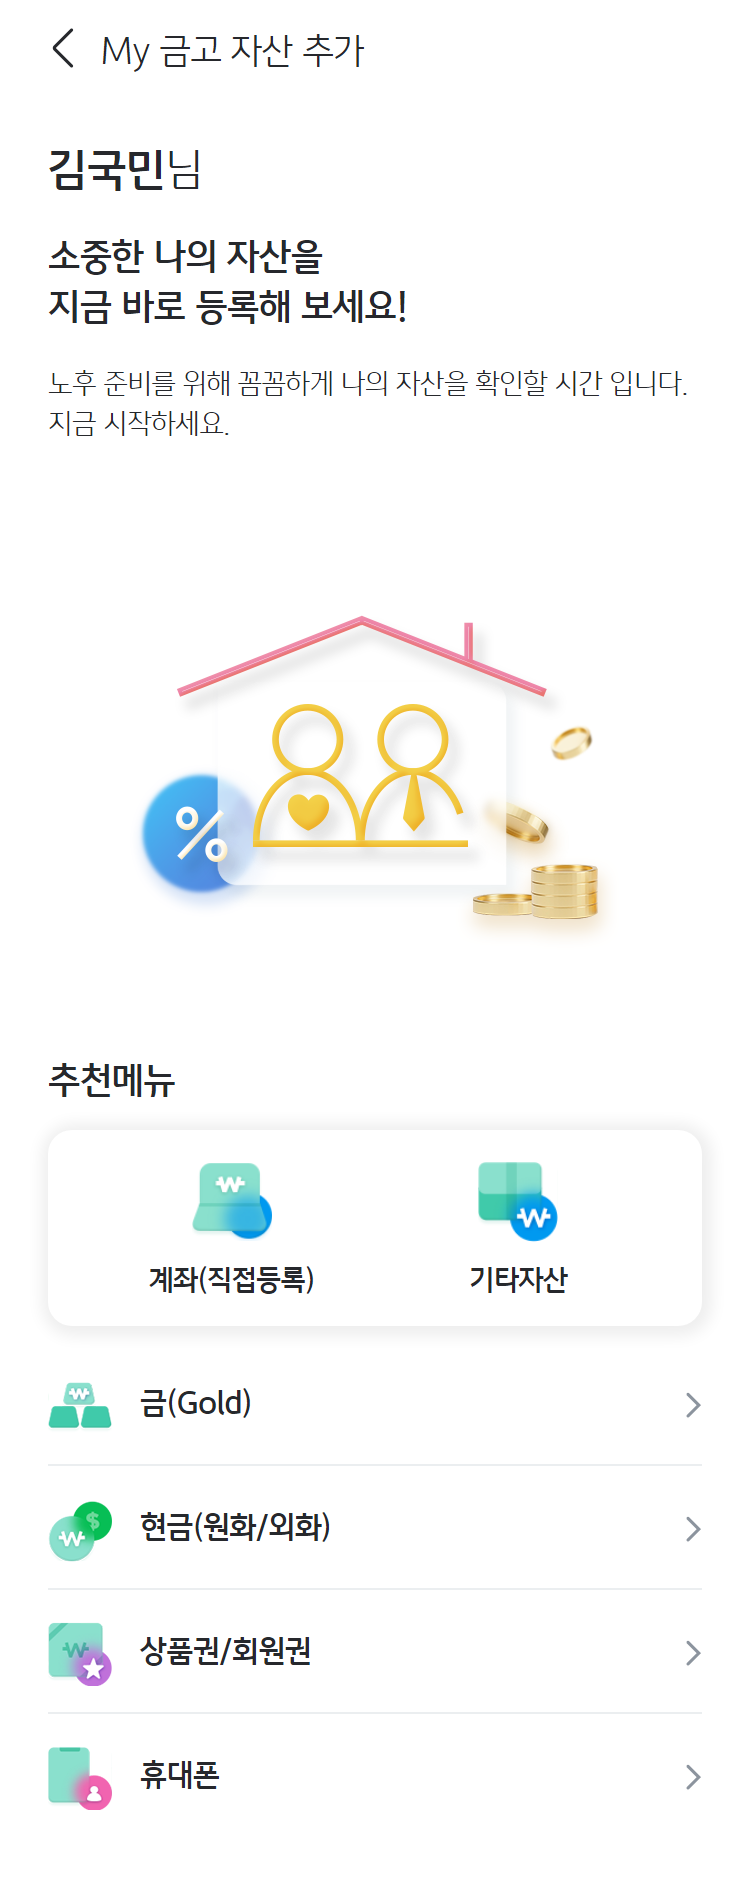 My 금고 자산 추가
김국민님
소중한 나의 자산을
지금 바로 등록해 보세요!
노후 준비를 위해 꼼꼼하게 나의 자산을 확인할 시간 입니다.
지금 시작하세요.
%
추천메뉴
₩ ₩
계좌(직접등록) 기타자산
₩
금(Gold)
$
₩
현금(원화/외화)
₩
상품권/회원권
휴대폰